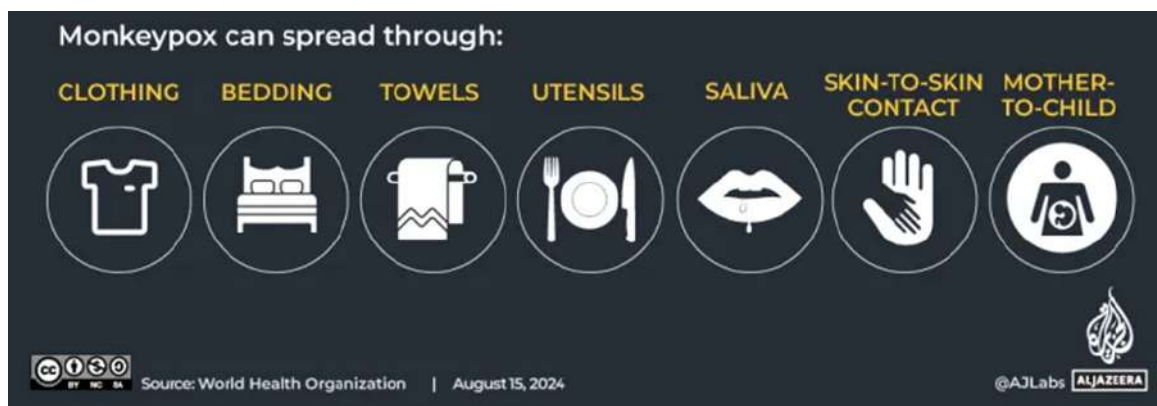 Monkeypox can spread through:
CLOTHING
BEDDING
TOWELS
UTENSILS
SALIVA
SKIN-TO-SKIN
CONTACT
MOTHER-
TO-CHILD
cc
BY NC SA
Source: World Health Organization | August 15, 2024
@AJLabs ALJAZEERA